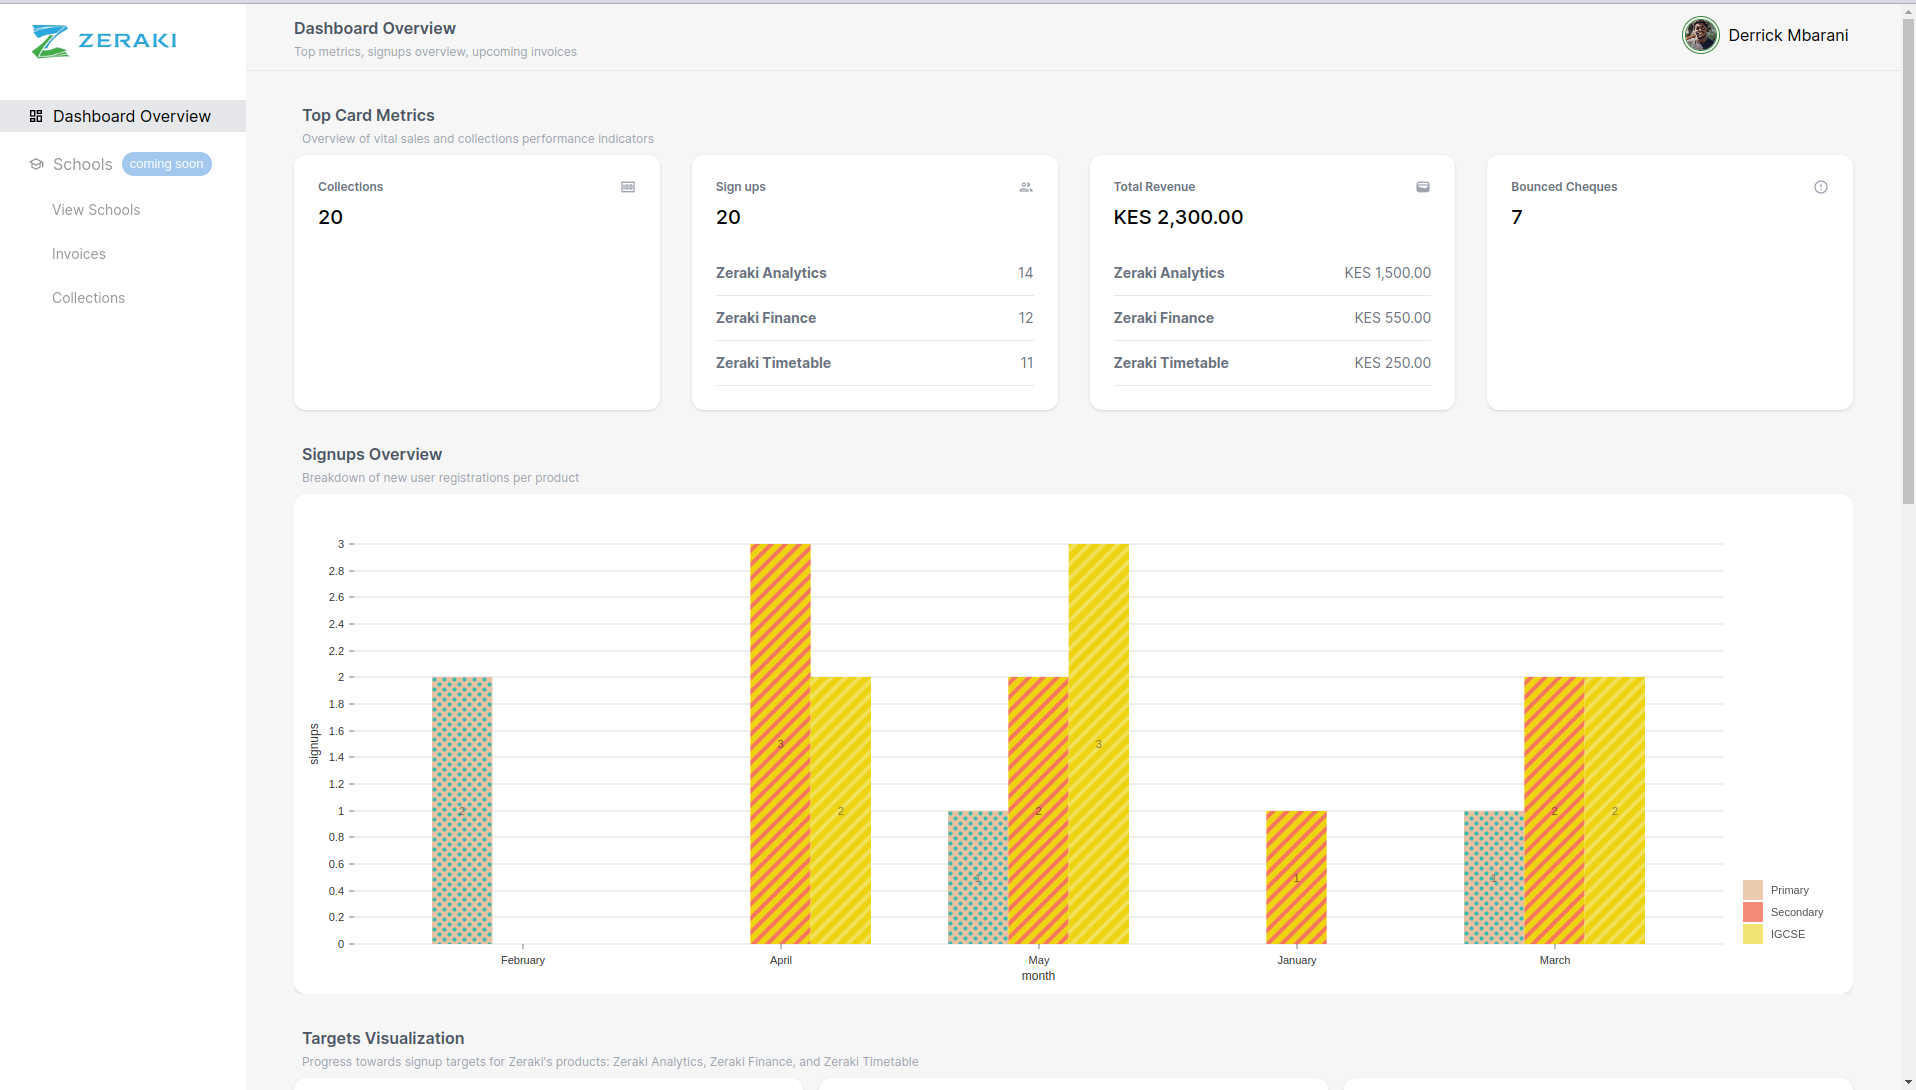 ZERAKI
Dashboard Overview
Top metrics, signups overview, upcoming invoices
Derrick Mbarani
Dashboard Overview
Schools coming soon
View Schools
Invoices
Collections
Top Card Metrics
Overview of vital sales and collections performance indicators
Collections
20
Sign ups
20
Zeraki Analytics 14
Zeraki Finance 12
Zeraki Timetable 11
Total Revenue
KES 2,300.00
Zeraki Analytics KES 1,500.00
Zeraki Finance KES 550.00
Zeraki Timetable KES 250.00
Bounced Cheques
7
Signups Overview
Breakdown of new user registrations per product
3
2.8
2.6
2.4
2.2
2
1.8
1.6
1.4
1.2
1
0.8
0.6
0.4
0.2
0
signups
2
3
2
1
2
3
1
1
2
2
February
April
May
January
March
month
Primary
Secondary
IGCSE
Targets Visualization
Progress towards signup targets for Zeraki's products: Zeraki Analytics, Zeraki Finance, and Zeraki Timetable